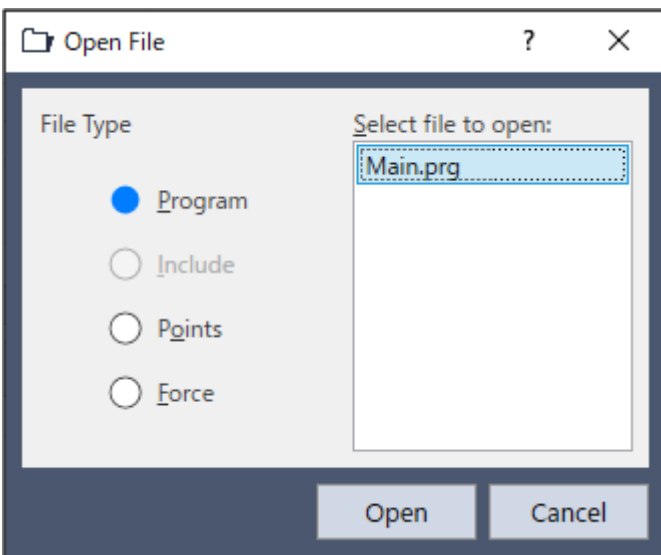 Open File
File Type
Select file to open:
Main.prg
Program
Include
Points
Force
Open
Cancel